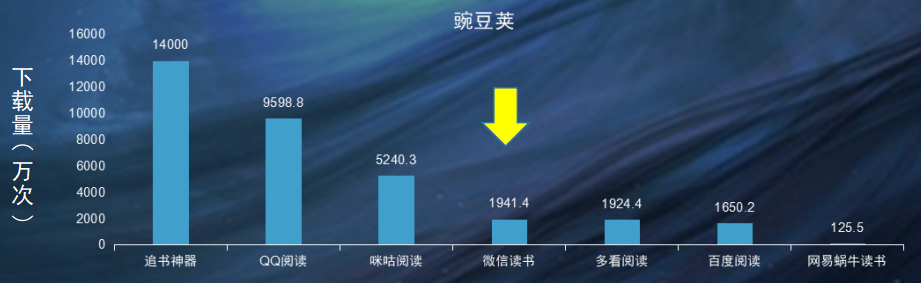 豌豆荚
下载量（万次）
16000
14000
12000
10000
8000
6000
4000
2000
0
14000
9598.8
5240.3
1941.4
1924.4
1650.2
125.5
追书神器
QQ阅读
咪咕阅读
微信读书
多看阅读
百度阅读
网易蜗牛读书